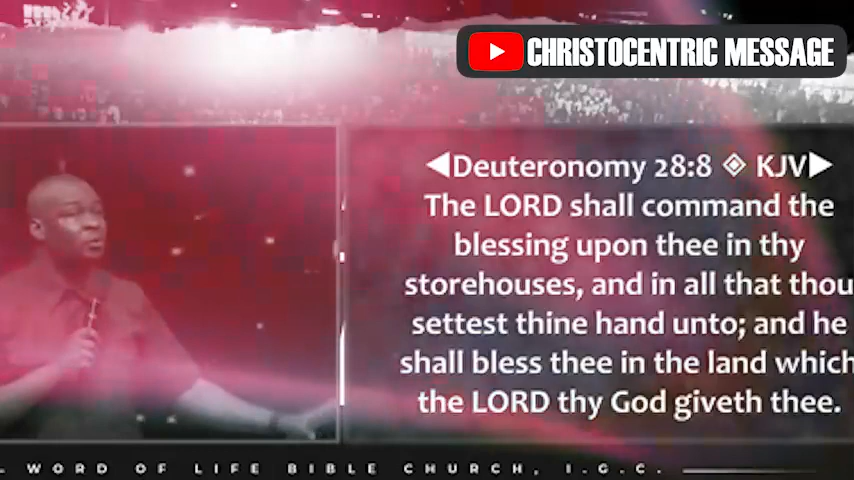 CHRISTOCENTRIC MESSAGE
Deuteronomy 28:8 KJV
The LORD shall command the
blessing upon thee in thy
storehouses, and in all that thou
settest thine hand unto; and he
shall bless thee in the land which
the LORD thy God giveth thee.
WORD OF LIFE BIBLE CHURCH, I.G.C.